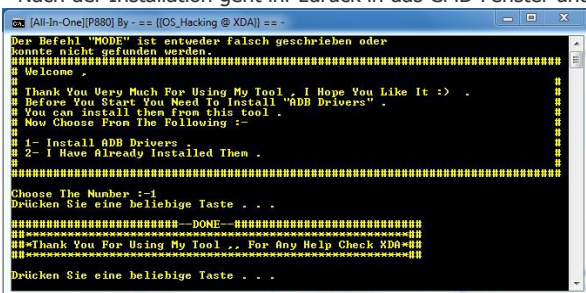 Nach der Installation geht ihr zurück in das CMD Fenster und
[All-In-One][P880] By - == {{OS_Hacking @ XDA}} == -
Der Befehl "MODE" ist entweder falsch geschrieben oder
konnte nicht gefunden werden.
################################################################################
# Welcome ,
#                                                                              #
# Thank You Very Much For Using My Tool , I Hope You Like It :)  .             #
# Before You Start You Need To Install "ADB Drivers" .                         #
# You can install them from this tool .                                        #
# Now Choose From The Following :-                                             #
#                                                                              #
# 1- Install ADB Drivers .                                                     #
# 2- I Have Already Installed Them .                                           #
#                                                                              #
################################################################################
Choose The Number :-1
Drücken Sie eine beliebige Taste . . .
########################--DONE--###########################
##*******************************************************##
##*Thank You For Using My Tool ,, For Any Help Check XDA*##
##*******************************************************##
Drücken Sie eine beliebige Taste . . .